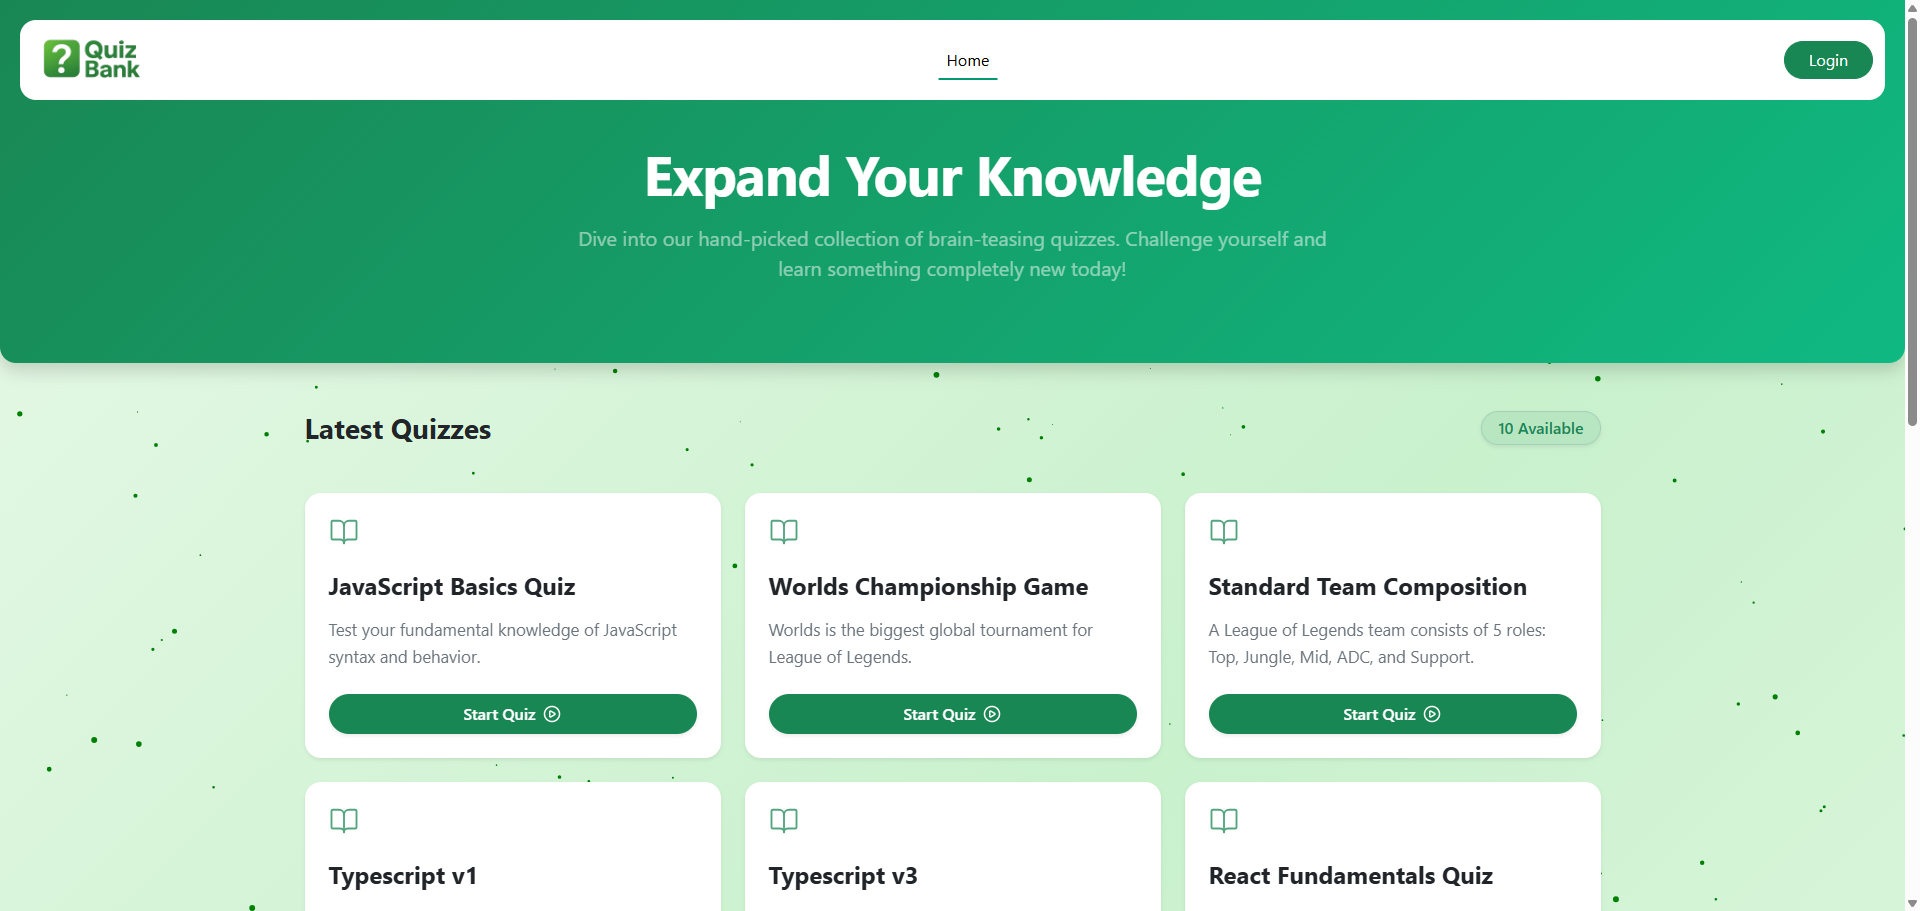 Quiz
Bank
Home
Login
Expand Your Knowledge
Dive into our hand-picked collection of brain-teasing quizzes. Challenge yourself and
learn something completely new today!
Latest Quizzes
10 Available
JavaScript Basics Quiz
Test your fundamental knowledge of JavaScript
syntax and behavior.
Start Quiz
Worlds Championship Game
Worlds is the biggest global tournament for
League of Legends.
Start Quiz
Standard Team Composition
A League of Legends team consists of 5 roles:
Top, Jungle, Mid, ADC, and Support.
Start Quiz
Typescript v1
Typescript v3
React Fundamentals Quiz